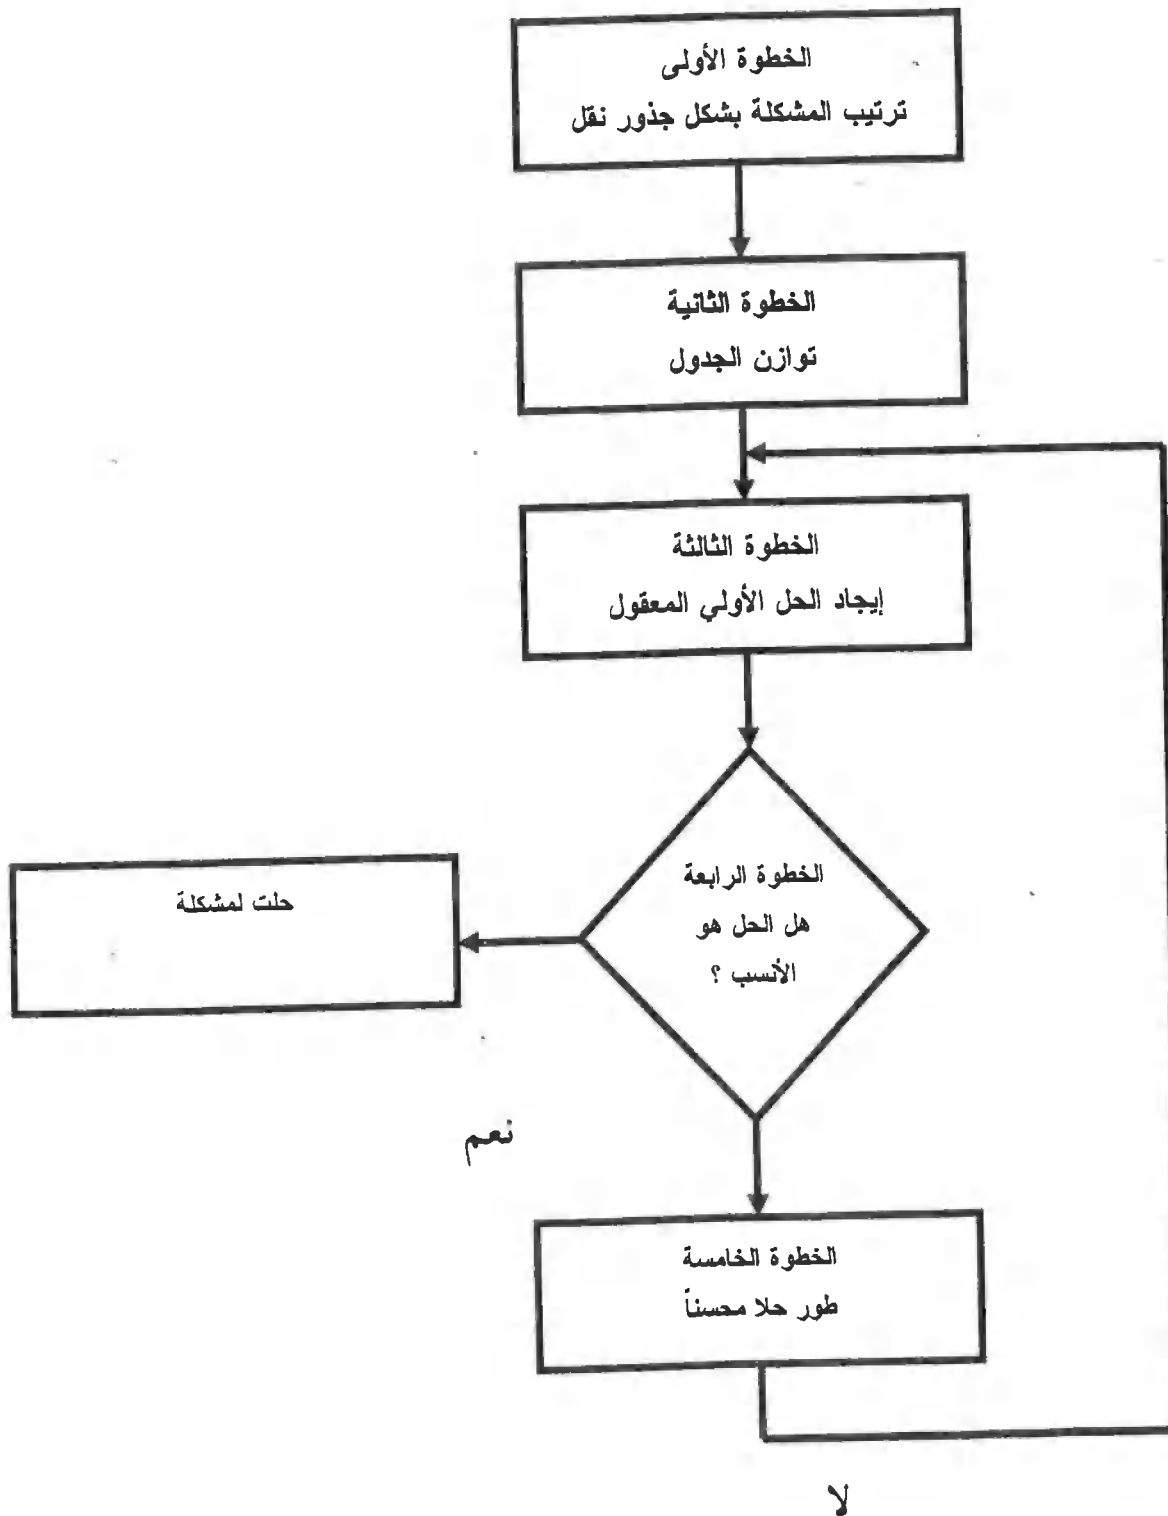 الخطوة الأولى
ترتيب المشكلة بشكل جذور نقل
الخطوة الثانية
توازن الجدول
الخطوة الثالثة
إيجاد الحل الأولي المعقول
الخطوة الرابعة
هل الحل هو
الأنسب ؟
حلت لمشكلة
نعم
الخطوة الخامسة
طور حلا محسناً
لا